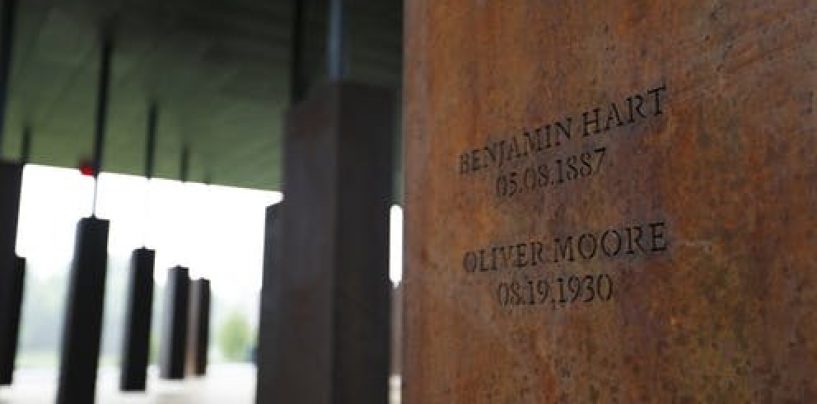 BENJAMIN HART
05.08.1887
OLIVER MOORE
08.19.1930